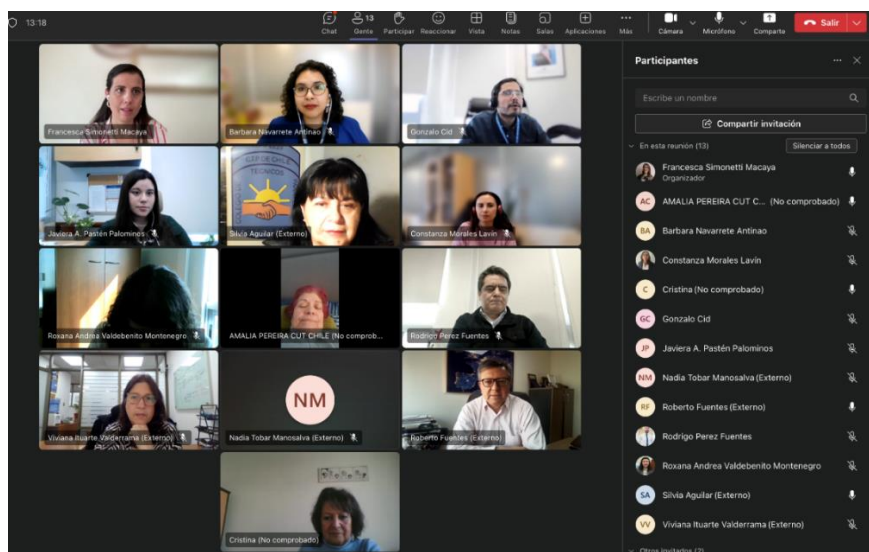 13:18
Chat
13
Gente
Participar
Reaccionar
Vista
Notas
Salas
Aplicaciones
Más
Cámara
Micrófono
Comparte
Salir
Francesca Simonetti Macaya
Barbara Navarrete Antinao
Gonzalo Cid
Javiera A. Pastén Palominos
Silvia Aguilar (Externo)
Constanza Morales Lavín
Roxana Andrea Valdebenito Montenegro
AMALIA PEREIRA CUT CHILE (No comprob...
Rodrigo Perez Fuentes
Viviana Ituarte Valderrama (Externo)
NM
Nadia Tobar Manosalva (Externo)
Roberto Fuentes (Externo)
Cristina (No comprobado)
DE CHILE
TECNICOS
Participantes
Escribe un nombre
Compartir invitación
En esta reunión (13)
Silenciar a todos
Francesca Simonetti Macaya
Organizador
AC AMALIA PEREIRA CUT C... (No comprobado)
BA Barbara Navarrete Antinao
Constanza Morales Lavín
C Cristina (No comprobado)
GC Gonzalo Cid
JP Javiera A. Pastén Palominos
NM Nadia Tobar Manosalva (Externo)
RF Roberto Fuentes (Externo)
Rodrigo Perez Fuentes
Roxana Andrea Valdebenito Montenegro
SA Silvia Aguilar (Externo)
VV Viviana Ituarte Valderrama (Externo)
Otros invitados (2)